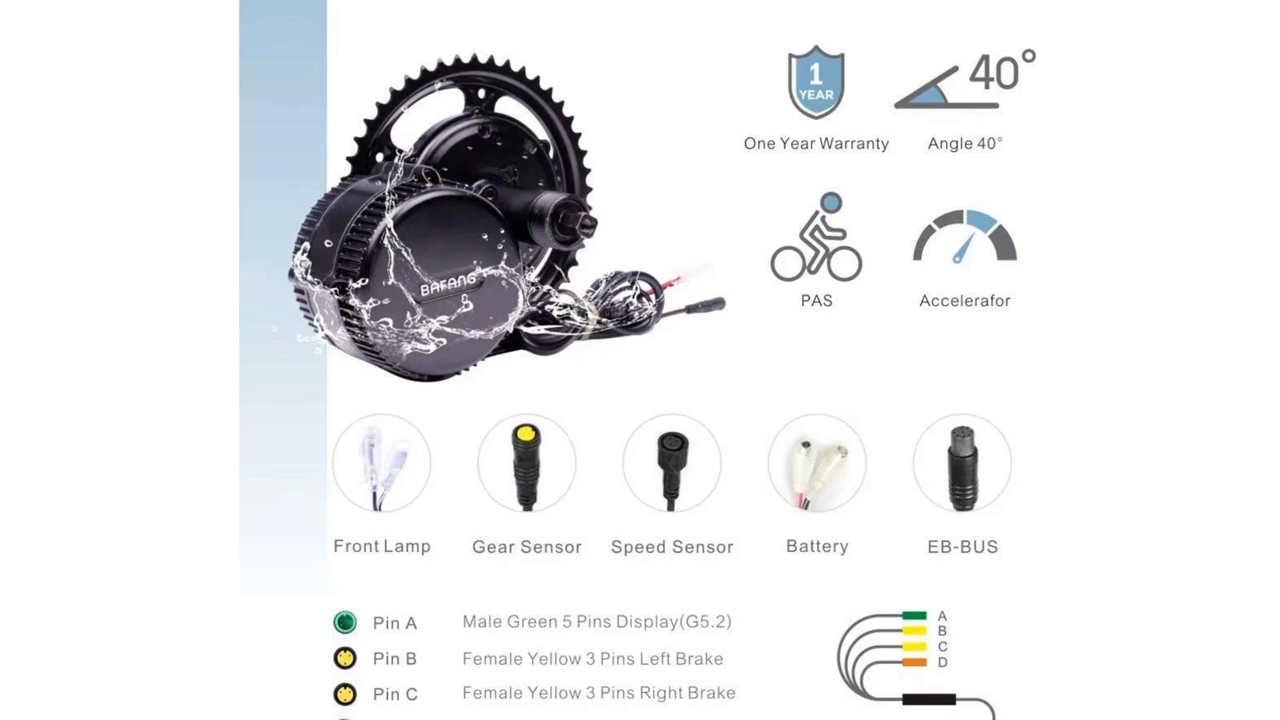 1
YEAR
40°
One Year Warranty
Angle 40°
BAFANG
PAS
Accelerafor
Front Lamp
Gear Sensor
Speed Sensor
Battery
EB-BUS
Pin A
Male Green 5 Pins Display(G5.2)
Pin B
Female Yellow 3 Pins Left Brake
Pin C
Female Yellow 3 Pins Right Brake
A
B
C
D